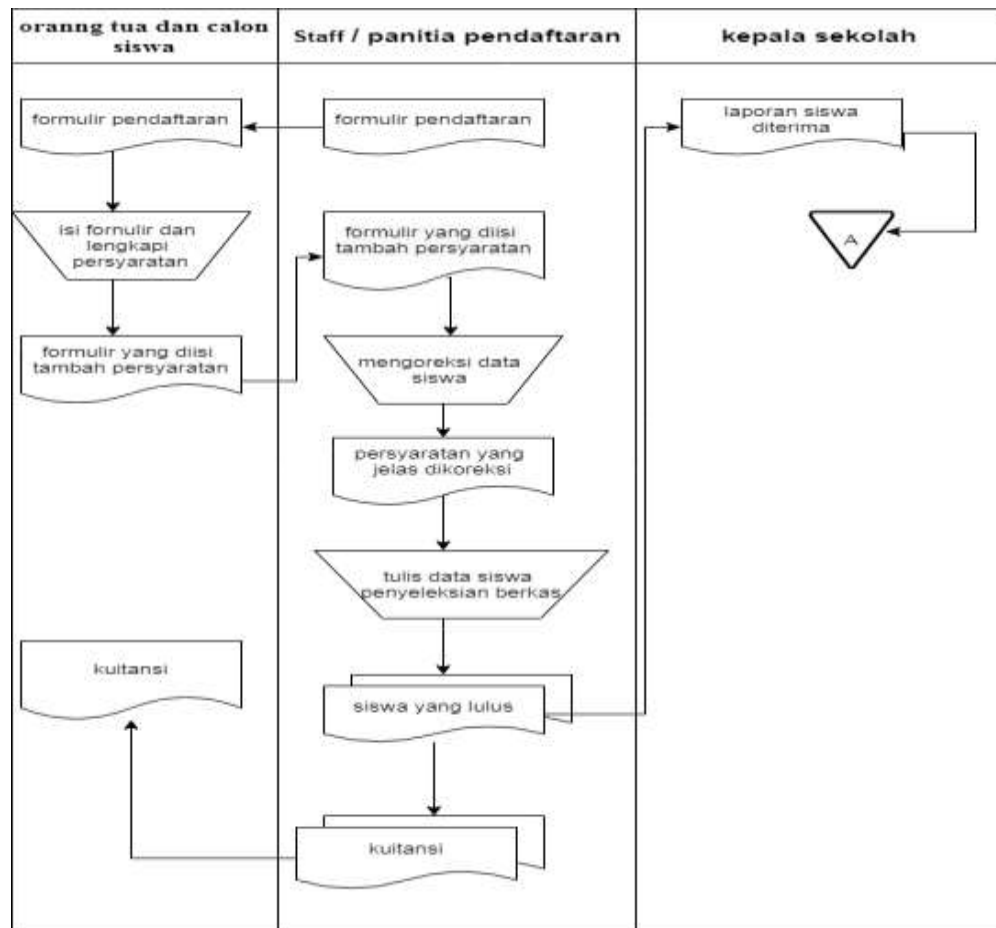 oranng tua dan calon
siswa
Staff / panitia pendaftaran
kepala sekolah
formulir pendaftaran
formulir pendaftaran
laporan siswa
diterima
isi fornulir dan
lengkapi
persyaratan
formulir yang diisi
tambah persyaratan
A
formulir yang diisi
tambah persyaratan
mengoreksi data
siswa
persyaratan yang
jelas dikoreksi
tulis data siswa
penyeleksian berkas
kuitansi
siswa yang lulus
kuitansi